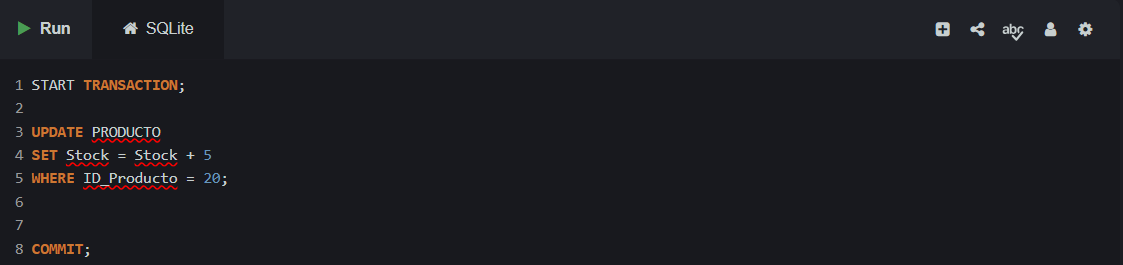 Run SQLite abc
1 START TRANSACTION;
2
3 UPDATE PRODUCTO
4 SET Stock = Stock + 5
5 WHERE ID_Producto = 20;
6
7
8 COMMIT;